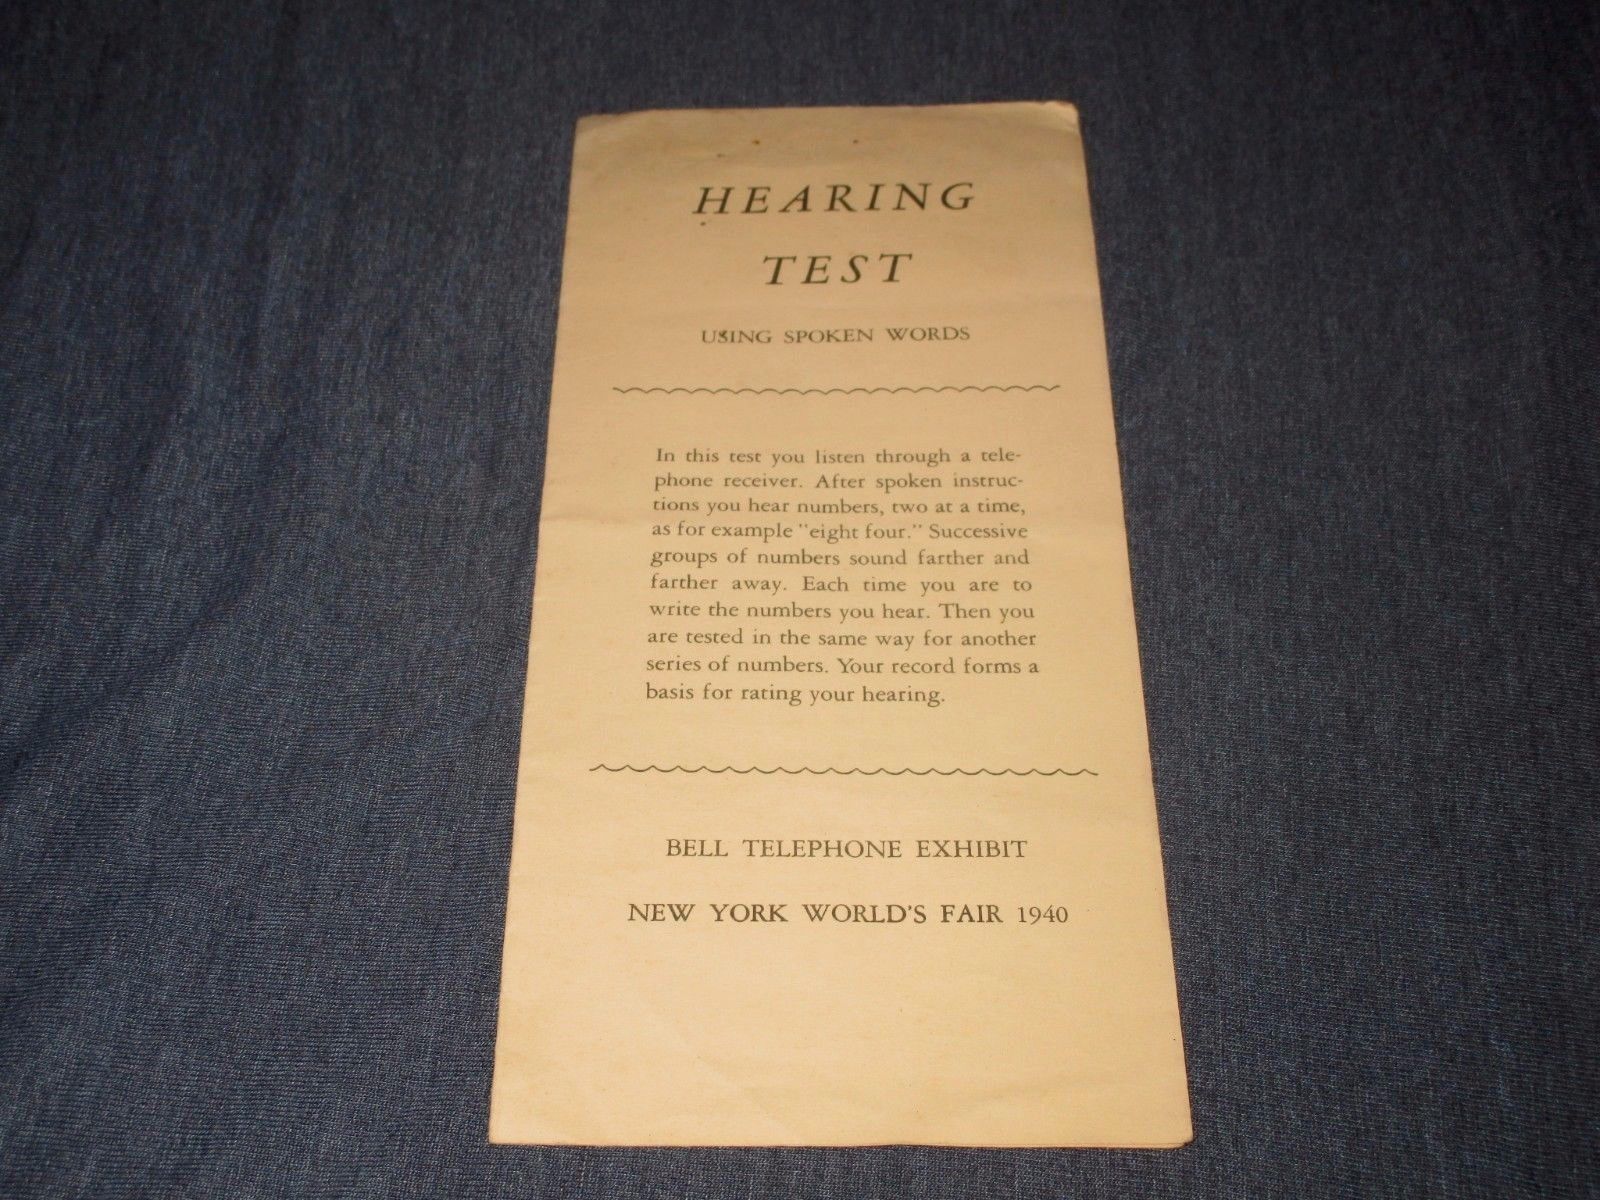 HEARING
TEST
USING SPOKEN WORDS
In this test you listen through a tele-
phone receiver. After spoken instruc-
tions you hear numbers, two at a time,
as for example "eight four." Successive
groups of numbers sound farther and
farther away. Each time you are to
write the numbers you hear. Then you
are tested in the same way for another
series of numbers. Your record forms a
basis for rating your hearing.
BELL TELEPHONE EXHIBIT
NEW YORK WORLD'S FAIR 1940